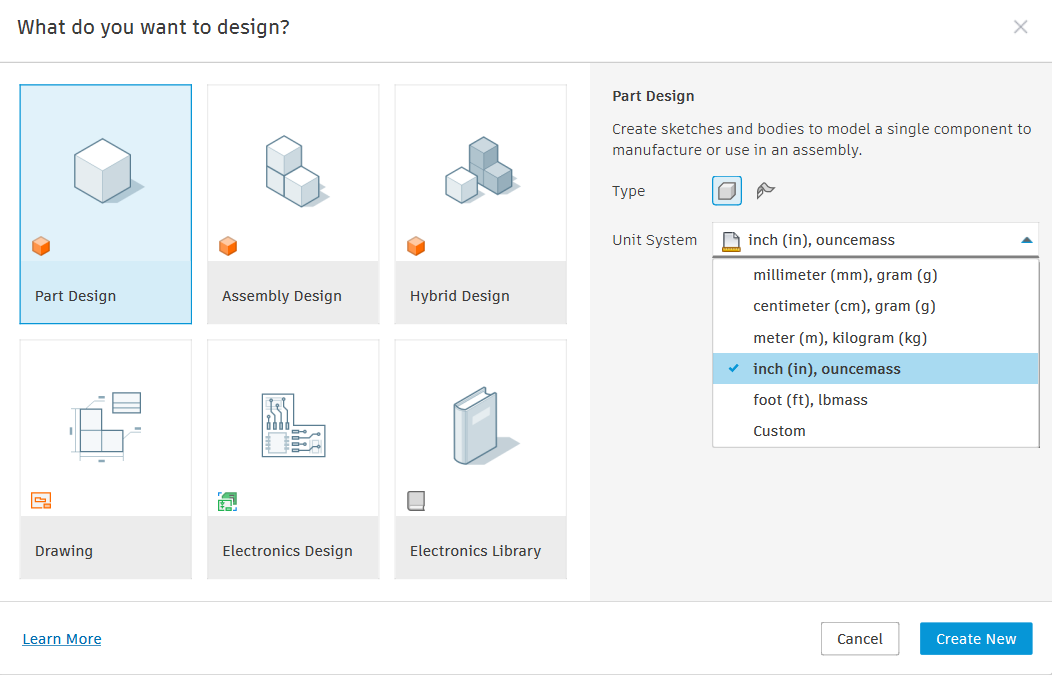 What do you want to design?
Part Design
Assembly Design
Hybrid Design
Drawing
Electronics Design
Electronics Library
Part Design
Create sketches and bodies to model a single component to
manufacture or use in an assembly.
Type
Unit System
inch (in), ouncemass
millimeter (mm), gram (g)
centimeter (cm), gram (g)
meter (m), kilogram (kg)
inch (in), ouncemass
foot (ft), lbmass
Custom
Learn More
Cancel
Create New